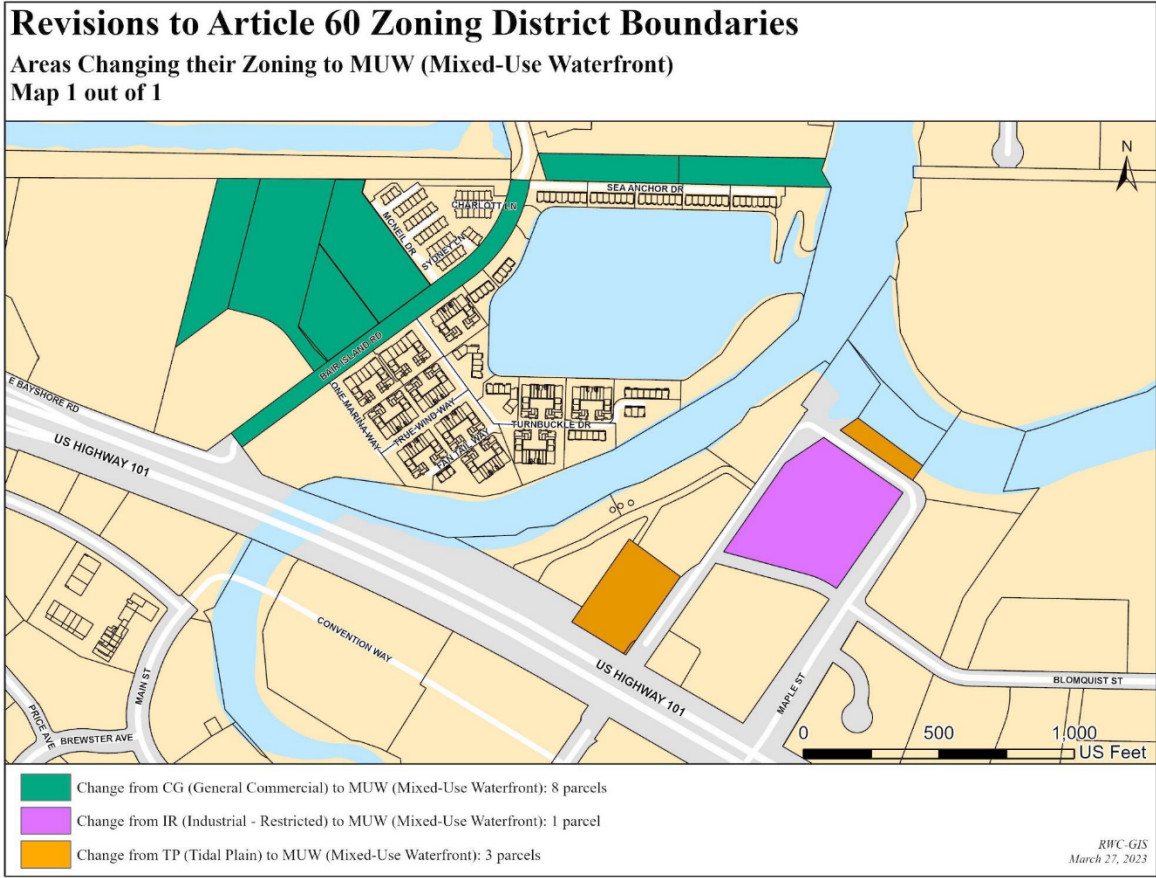 Revisions to Article 60 Zoning District Boundaries
Areas Changing their Zoning to MUW (Mixed-Use Waterfront)
Map 1 out of 1
N
SEA ANCHOR DR
CHARLOTT LN
MCNEIL DR
SYDNEY LN
BAIR ISLAND RD
E BAYSHORE RD
ONE MARINA WAY
TRUE WIND WAY
FAN TAIL WAY
TURNBUCKLE DR
US HIGHWAY 101
CONVENTION WAY
US HIGHWAY 101
MAIN ST
PRICE AVE
BREWSTER AVE
MAPLE ST
BLOMQUIST ST
0 500 1,000
US Feet
Change from CG (General Commercial) to MUW (Mixed-Use Waterfront): 8 parcels
Change from IR (Industrial - Restricted) to MUW (Mixed-Use Waterfront): 1 parcel
Change from TP (Tidal Plain) to MUW (Mixed-Use Waterfront): 3 parcels
RWC-GIS
March 27, 2023